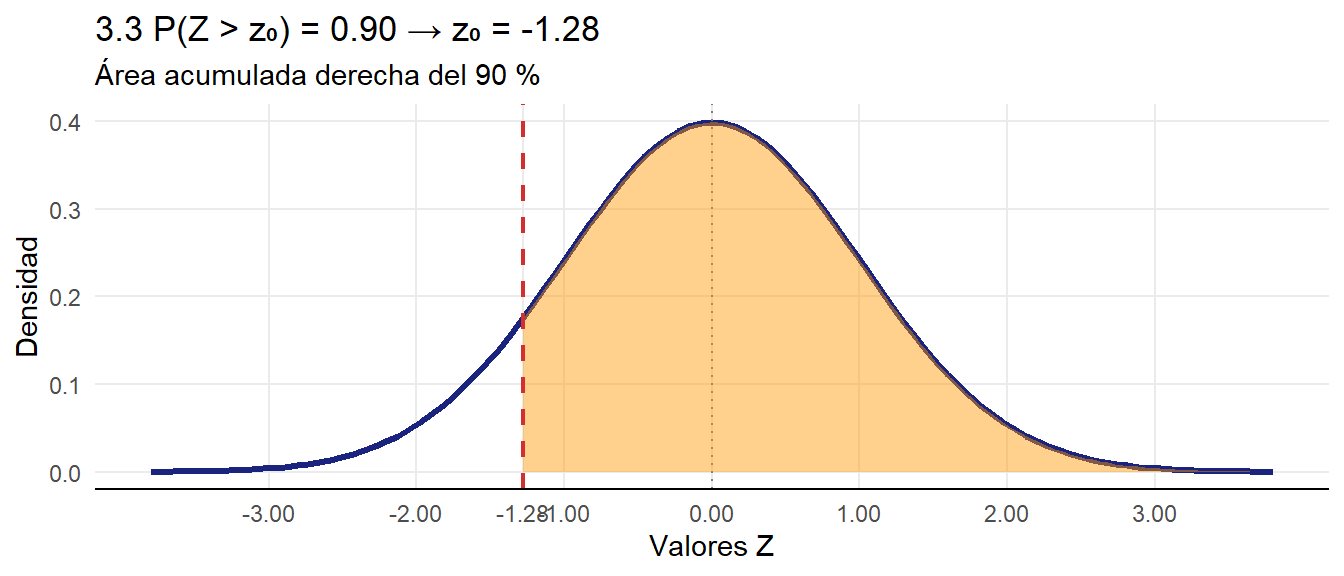 3.3 P(Z > z₀) = 0.90 → z₀ = -1.28
Área acumulada derecha del 90 %
0.4
0.3
0.2
0.1
0.0
Densidad
-3.00 -2.00 -1.28 -1.00 0.00 1.00 2.00 3.00
Valores Z